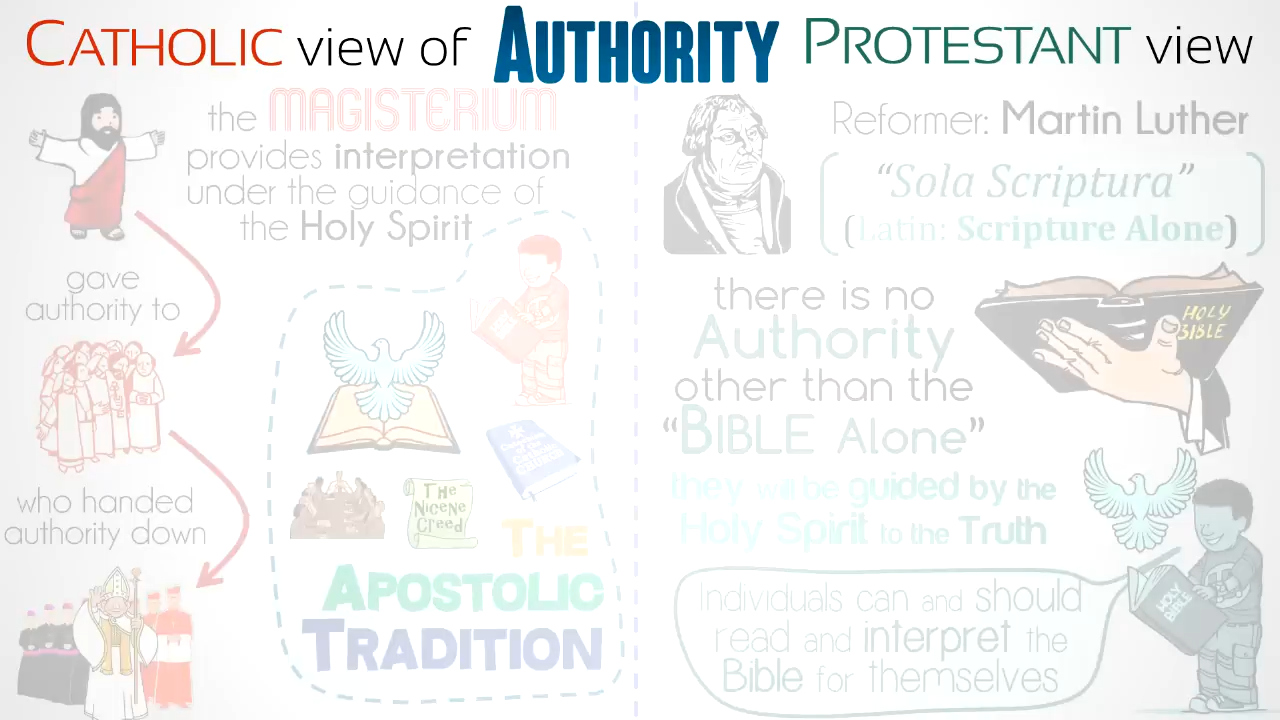 CATHOLIC view of AUTHORITY PROTESTANT view
the MAGISTERIUM
provides interpretation
under the guidance of
the Holy Spirit
gave
authority to
who handed
authority down
The
Nicene
Creed
THE
APOSTOLIC
TRADITION
Reformer: Martin Luther
“Sola Scriptura”
(Latin: Scripture Alone)
there is no
Authority
other than the
“BIBLE Alone”
HOLY
BIBLE
they will be guided by the
Holy Spirit to the Truth
Individuals can and should
read and interpret the
Bible for themselves
HOLY
BIBLE